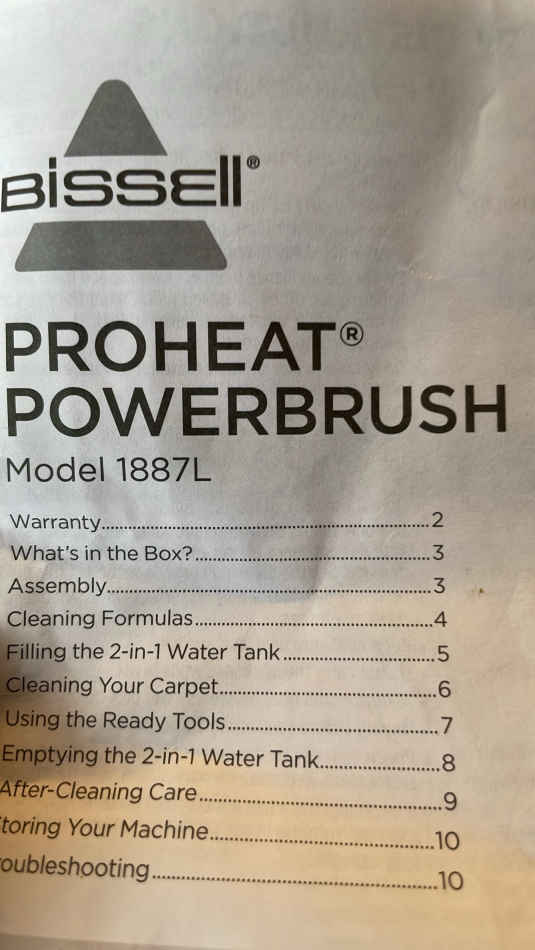 BISSELL®
PROHEAT®
POWERBRUSH
Model 1887L
Warranty 2
What's in the Box? 3
Assembly 3
Cleaning Formulas 4
Filling the 2-in-1 Water Tank 5
Cleaning Your Carpet 6
Using the Ready Tools 7
Emptying the 2-in-1 Water Tank 8
After-Cleaning Care 9
toring Your Machine 10
oubleshooting 10